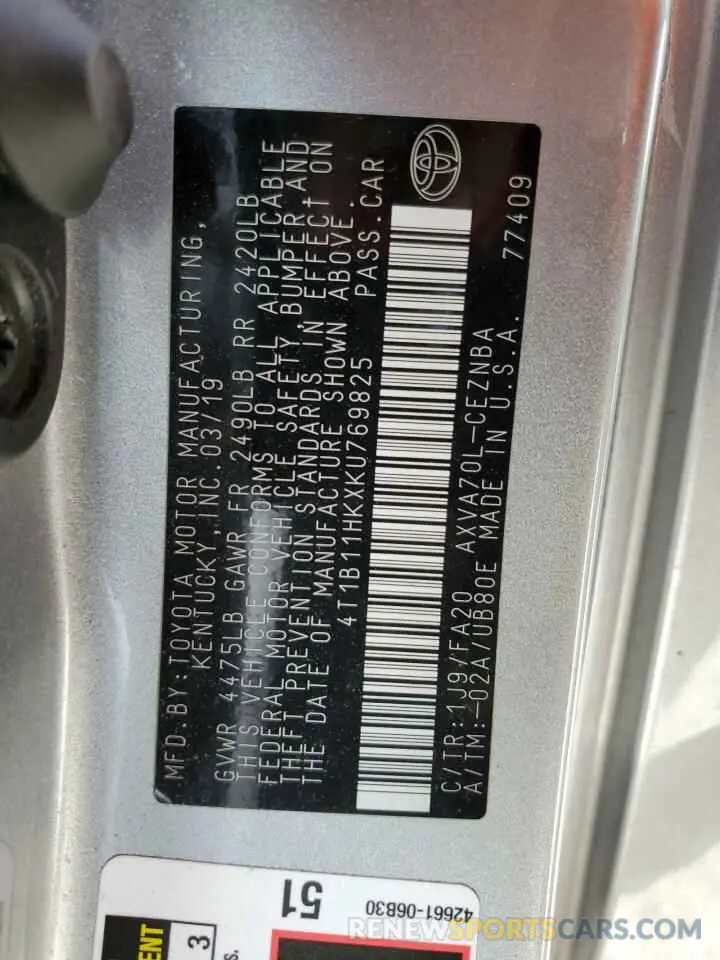 MFD.BY:TOYOTA MOTOR MANUFACTURING,
KENTUCKY,INC.03/19
GVWR 4475LB GAWR FR 2490LB RR 2420LB
THIS VEHICLE CONFORMS TO ALL APPLICABLE
FEDERAL MOTOR VEHICLE SAFETY,BUMPER,AND
THEFT PREVENTION STANDARDS IN EFFECT ON
THE DATE OF MANUFACTURE SHOWN ABOVE.
4T1B11HKXKU769825 PASS.CAR
C/TR:1J9/FA20 AXVA70L-CEZNBA
A/TM:-02A/UB80E MADE IN U.S.A. 77409
51
42661-06B30
3
RENEWSPORTSCARS.COM